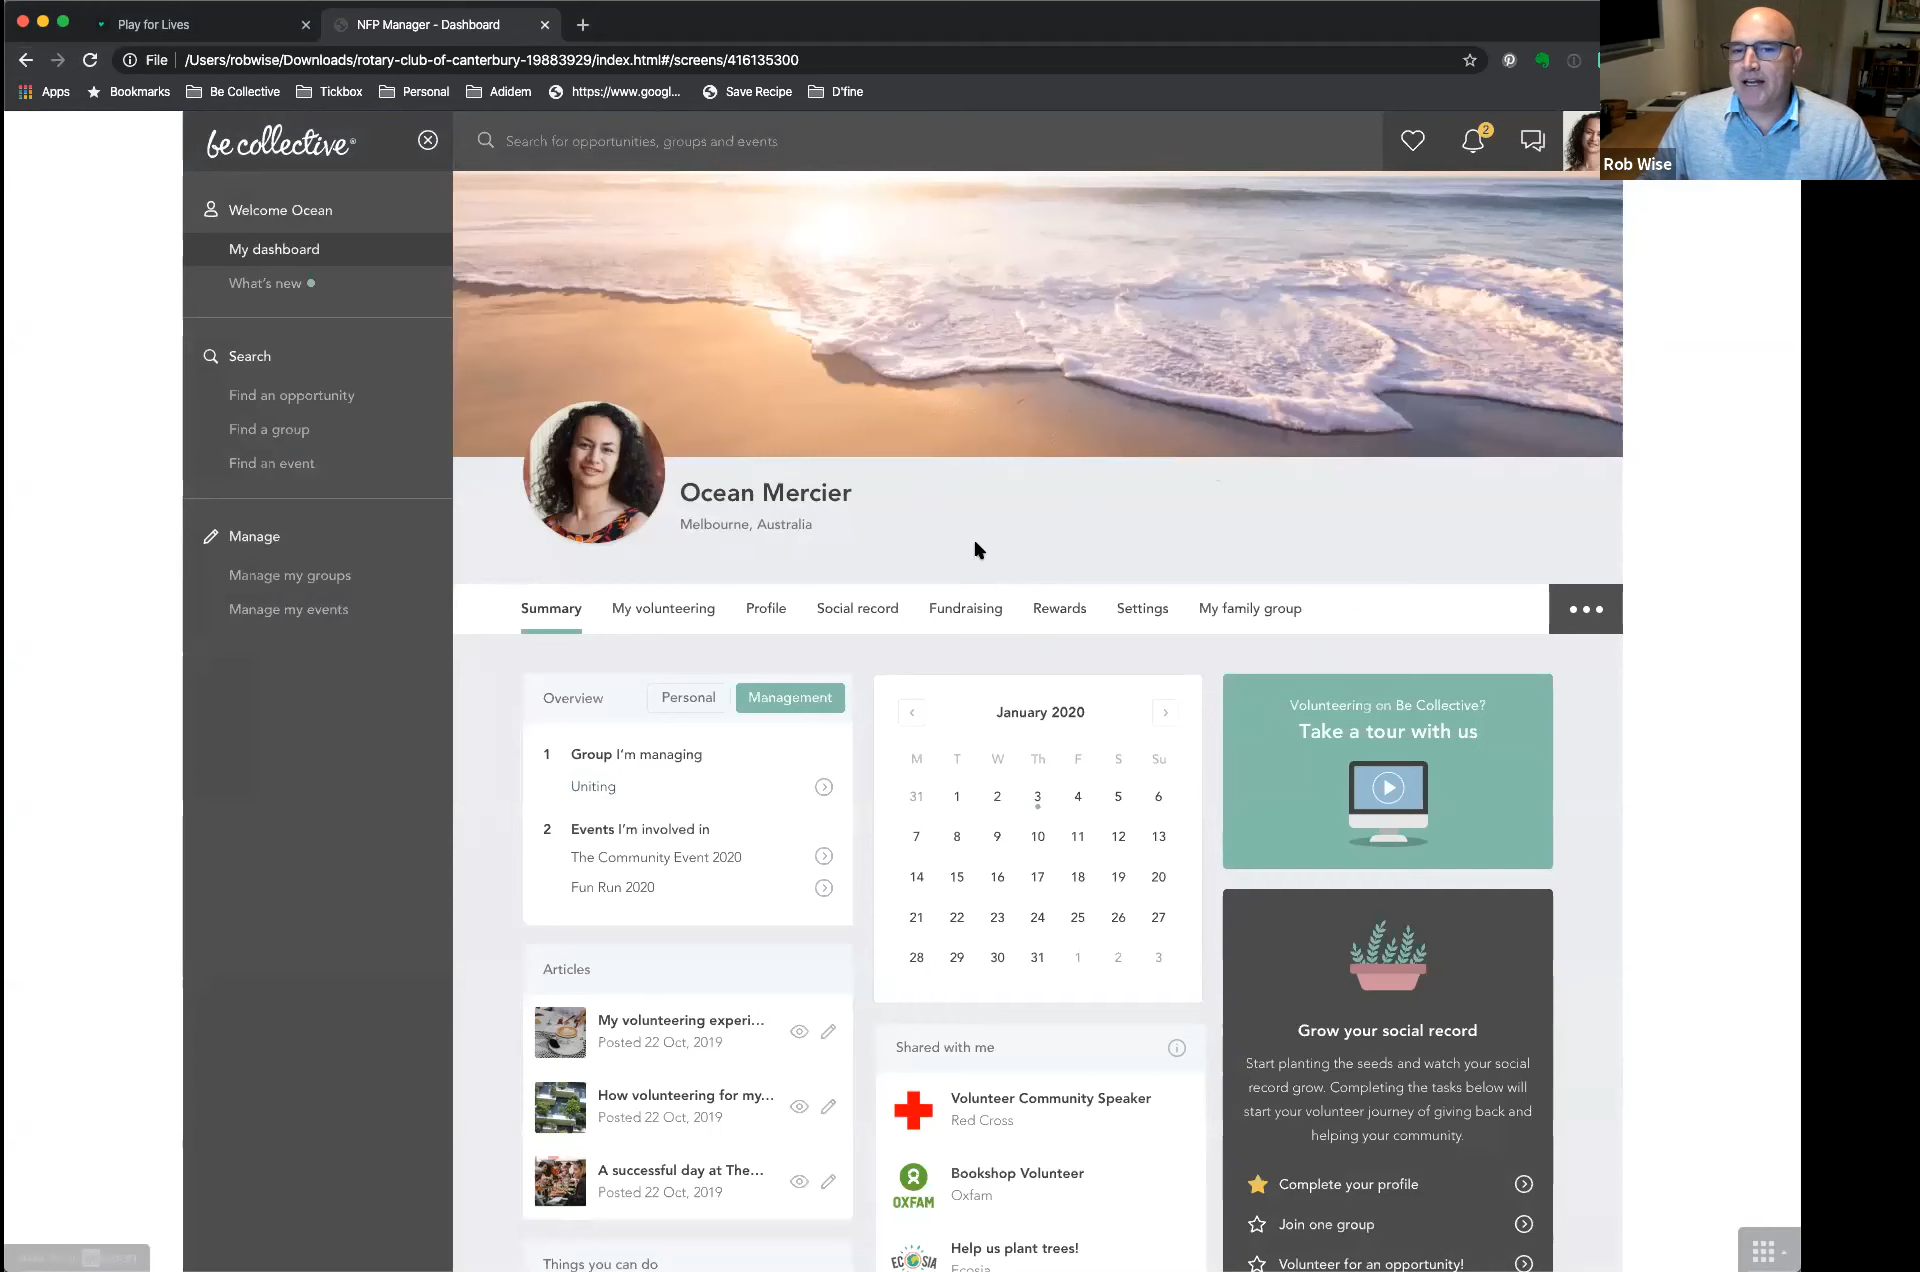 Play for Lives
NFP Manager - Dashboard
File
/Users/robwise/Downloads/rotary-club-of-canterbury-19883929/index.html#/screens/416135300
Apps
Bookmarks
Be Collective
Tickbox
Personal
Adidem
https://www.googl...
Save Recipe
D'fine
Rob Wise
be collective®
Search for opportunities, groups and events
2
Welcome Ocean
My dashboard
What's new
Search
Find an opportunity
Find a group
Find an event
Manage
Manage my groups
Manage my events
Ocean Mercier
Melbourne, Australia
Summary
My volunteering
Profile
Social record
Fundraising
Rewards
Settings
My family group
Overview
Personal
Management
1 Group I'm managing
Uniting
2 Events I'm involved in
The Community Event 2020
Fun Run 2020
Articles
My volunteering experi...
Posted 22 Oct, 2019
How volunteering for my...
Posted 22 Oct, 2019
A successful day at The...
Posted 22 Oct, 2019
Things you can do
January 2020
M T W Th F S Su
31 1 2 3 4 5 6
7 8 9 10 11 12 13
14 15 16 17 18 19 20
21 22 23 24 25 26 27
28 29 30 31 1 2 3
Shared with me
Volunteer Community Speaker
Red Cross
OXFAM
Bookshop Volunteer
Oxfam
ECOSIA
Help us plant trees!
Ecosia
Volunteering on Be Collective?
Take a tour with us
Grow your social record
Start planting the seeds and watch your social
record grow. Completing the tasks below will
start your volunteer journey of giving back and
helping your community.
Complete your profile
Join one group
Volunteer for an opportunity!